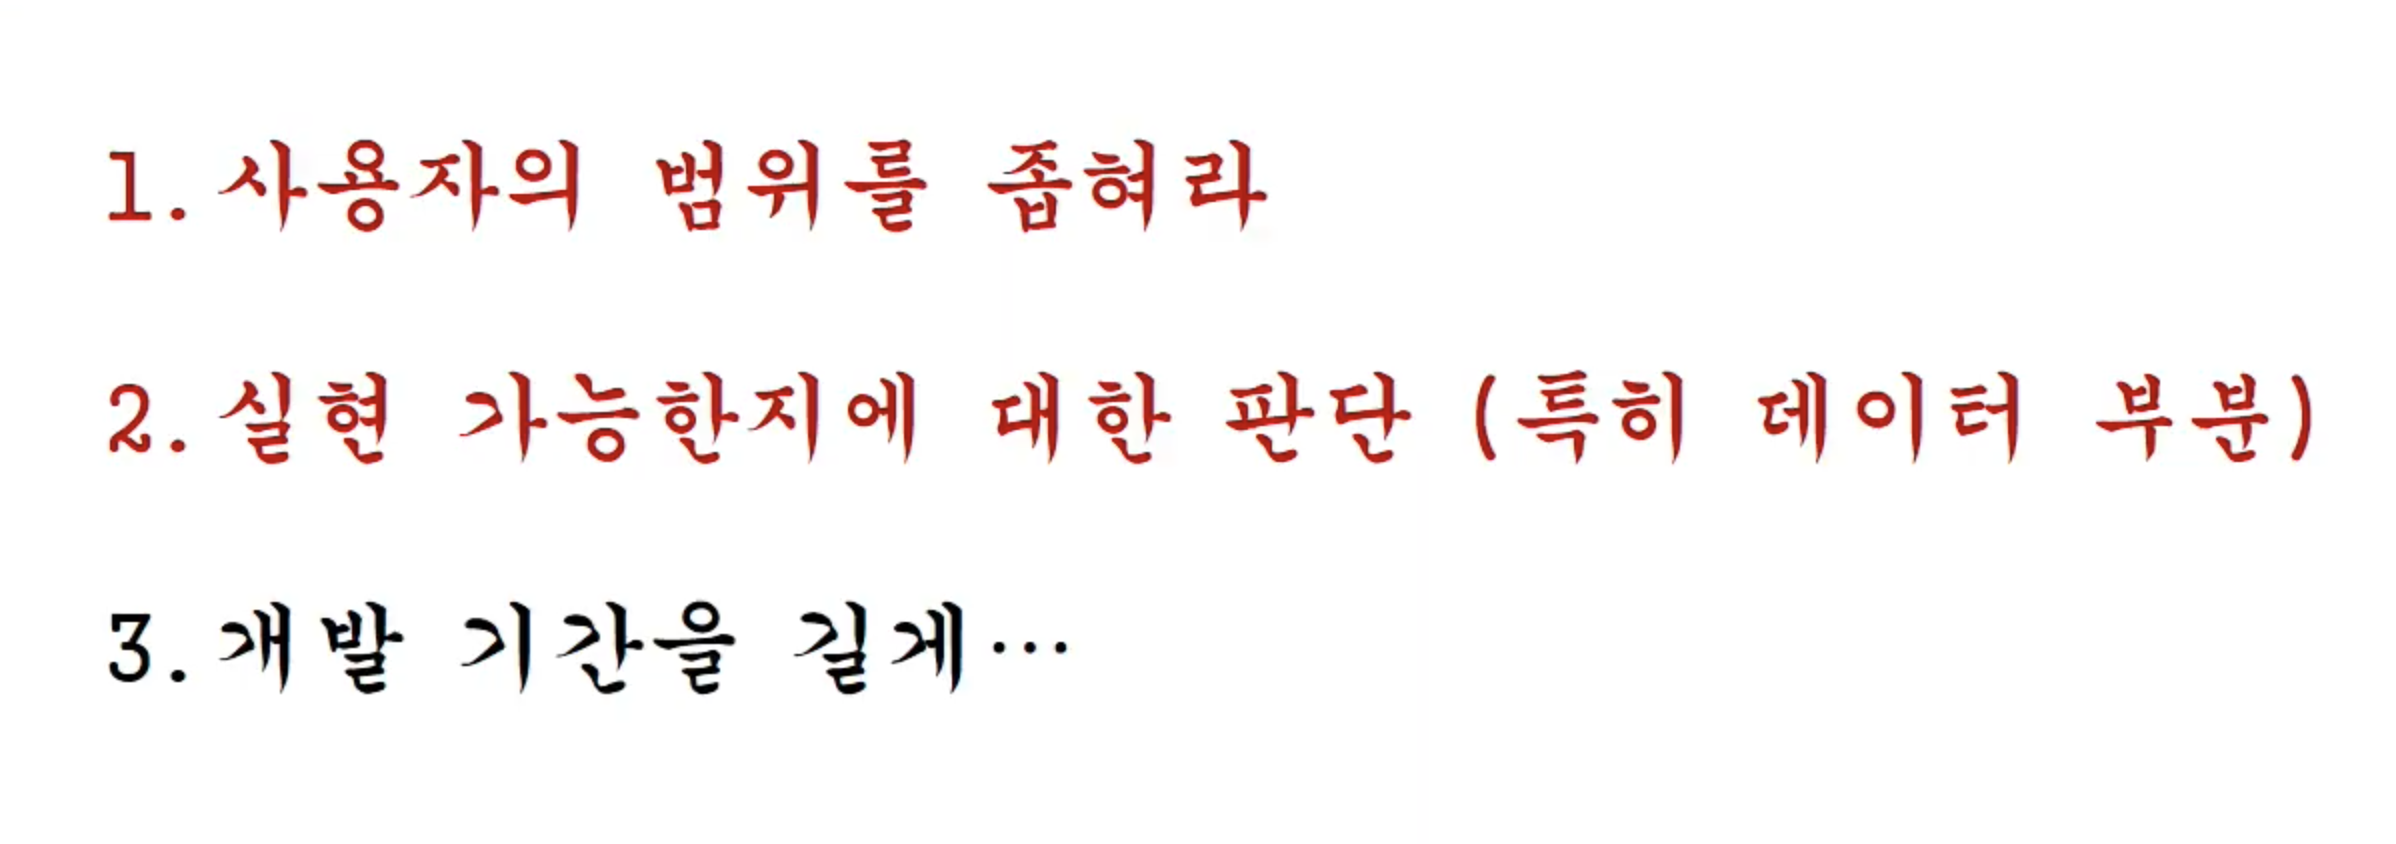 1. 사용자의 범위를 좁혀라
2. 실현 가능한지에 대한 판단 (특히 데이터 부분)
3. 개발 기간을 길게…